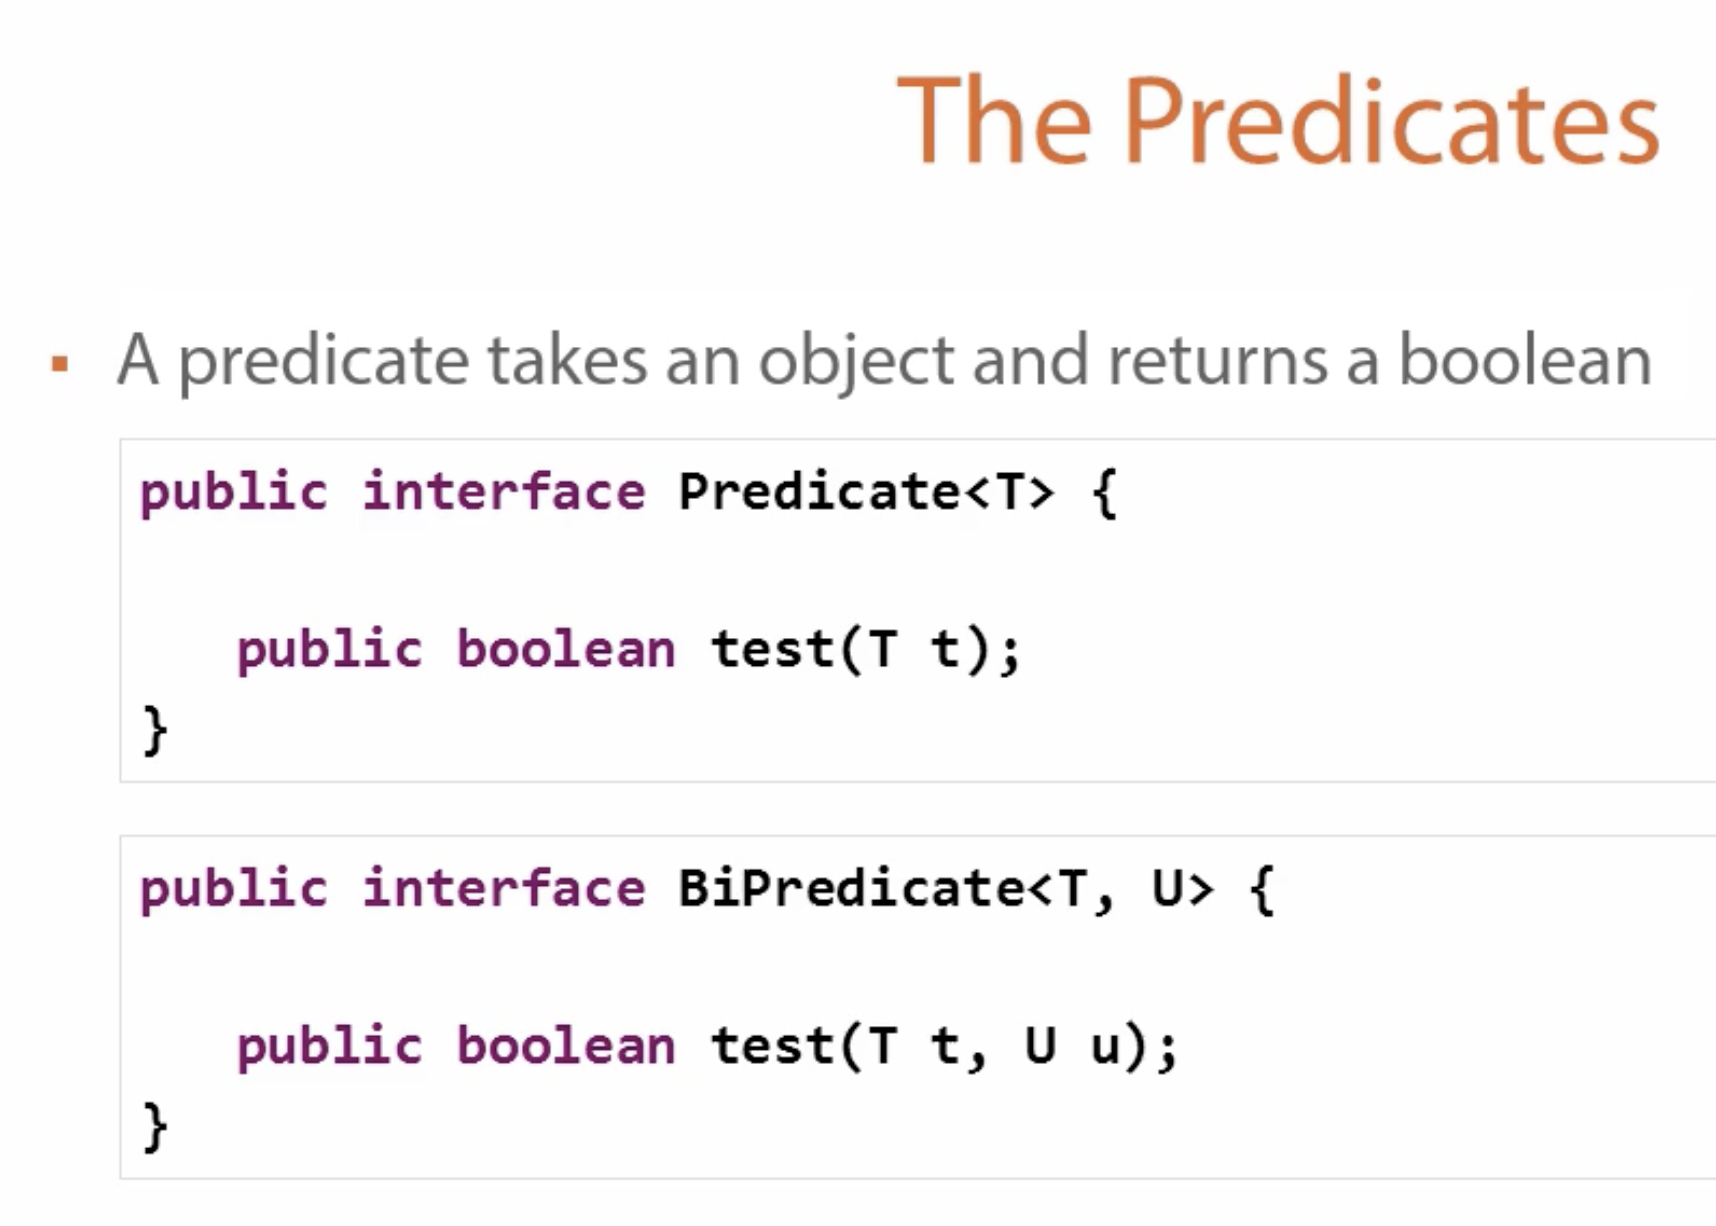 The Predicates
▪ A predicate takes an object and returns a boolean
public interface Predicate<T> {
public boolean test(T t);
}
public interface BiPredicate<T, U> {
public boolean test(T t, U u);
}